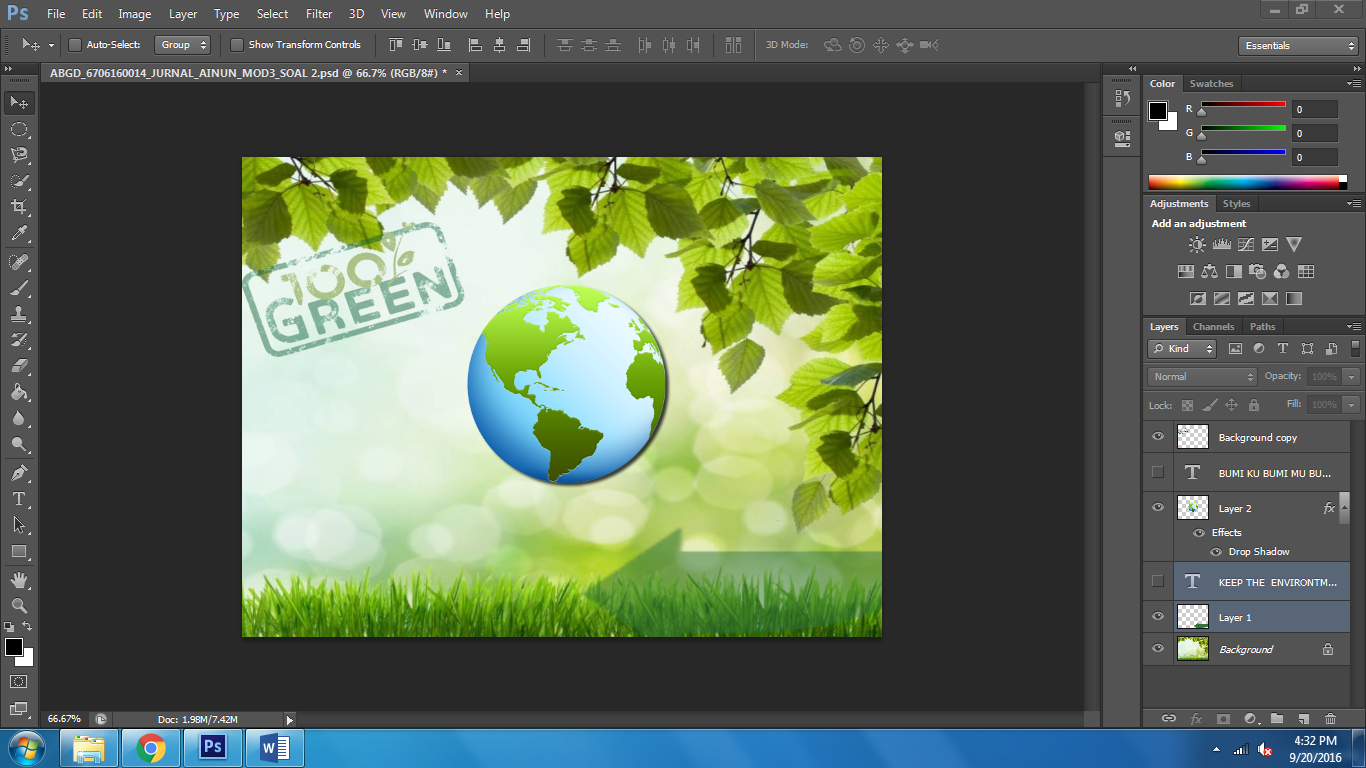 Ps File Edit Image Layer Type Select Filter 3D View Window Help
Auto-Select: Group Show Transform Controls 3D Mode: Essentials
ABGD_6706160014_JURNAL_AINUN_MOD3_SOAL 2.psd @ 66.7% (RGB/8#) * ×
100%
GREEN
Color Swatches
R 0
G 0
B 0
Adjustments Styles
Add an adjustment
Layers Channels Paths
Kind
Normal Opacity: 100%
Lock: Fill: 100%
Background copy
T BUMI KU BUMI MU BU...
Layer 2 fx
Effects
Drop Shadow
T KEEP THE ENVIRONTM...
Layer 1
Background
66.67% Doc: 1.98M/7.42M
fx
Ps W
4:32 PM
9/20/2016